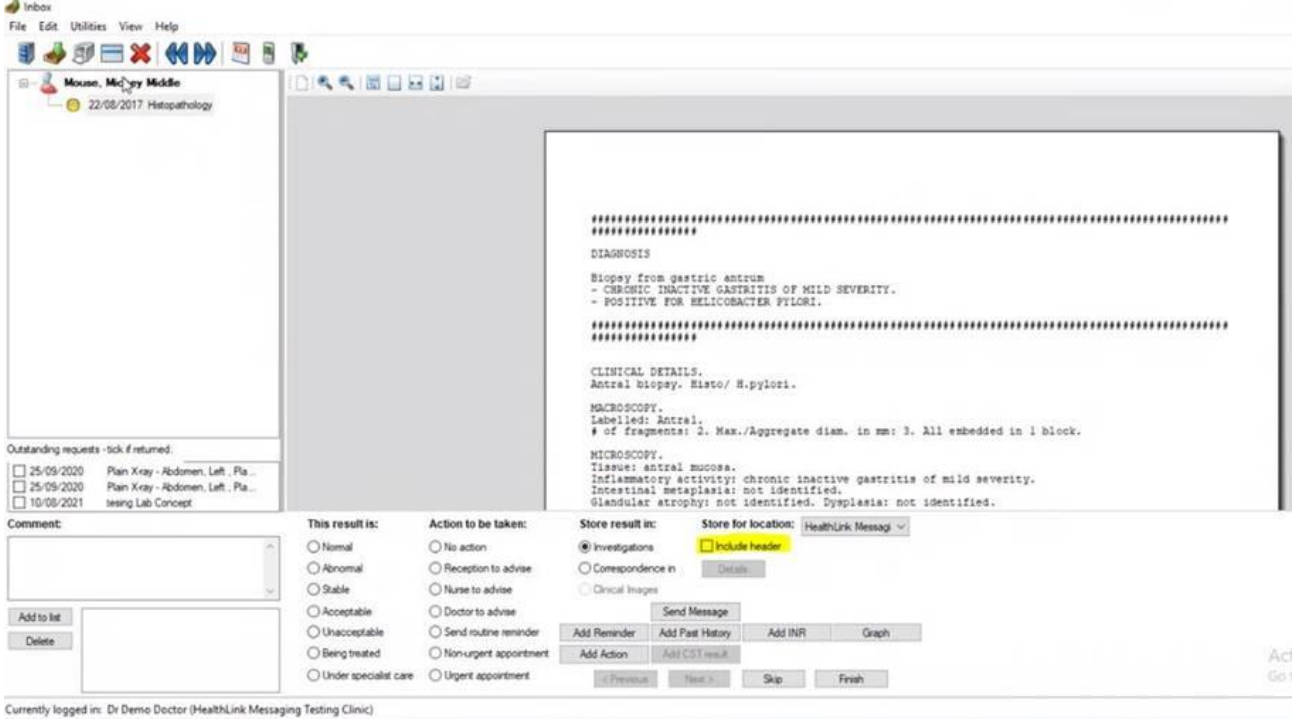 Inbox
File Edit Utilities View Help
Mouse, Mickey Middle
22/08/2017 Histopathology
################################################################################################
################
DIAGNOSIS
Biopsy from gastric antrum
- CHRONIC INACTIVE GASTRITIS OF MILD SEVERITY.
- POSITIVE FOR HELICOBACTER PYLORI.
################################################################################################
################
CLINICAL DETAILS.
Antral biopsy. Histo/ H.pylori.
MACROSCOPY.
Labelled: Antral.
# of fragments: 2. Max./Aggregate diam. in mm: 3. All embedded in 1 block.
MICROSCOPY.
Tissue: antral mucosa.
Inflammatory activity: chronic inactive gastritis of mild severity.
Intestinal metaplasia: not identified.
Glandular atrophy: not identified. Dysplasia: not identified.
Outstanding requests - tick if returned.
25/09/2020 Plain X-ray - Abdomen, Left , Pla...
25/09/2020 Plain X-ray - Abdomen, Left , Pla...
10/08/2021 tesing Lab Concept
Comment:
Add to list
Delete
This result is:
Normal
Abnormal
Stable
Acceptable
Unacceptable
Being treated
Under specialist care
Action to be taken:
No action
Reception to advise
Nurse to advise
Doctor to advise
Send routine reminder
Non-urgent appointment
Urgent appointment
Store result in:
Investigations
Correspondence in
Clinical Images
Store for location: HealthLink Messagi
Include header
Details
Send Message
Add Reminder Add Past History Add INR Graph
Add Action Add CST result
< Previous Next > Skip Finish
Act
Go t
Currently logged in: Dr Demo Doctor (HealthLink Messaging Testing Clinic)